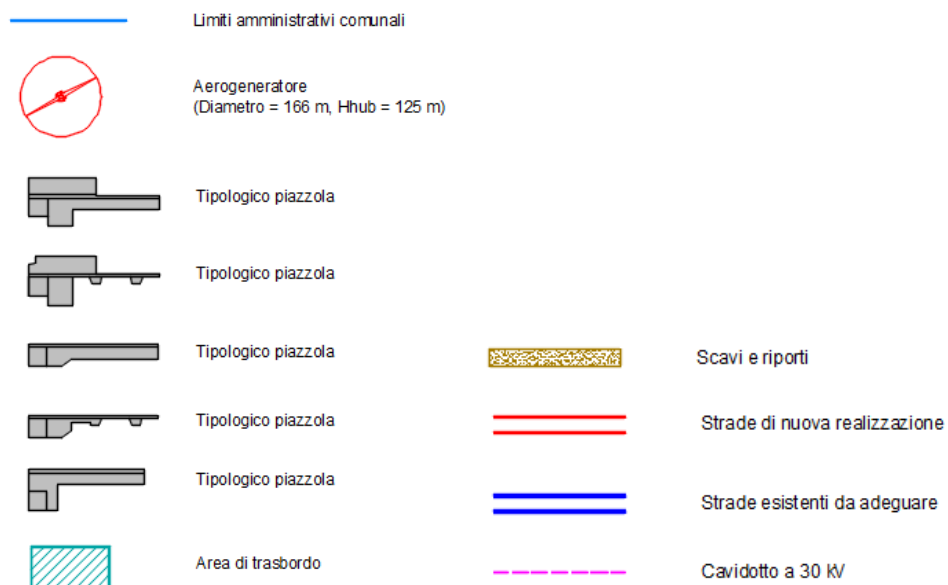 Limiti amministrativi comunali
Aerogeneratore
(Diametro = 166 m, Hhub = 125 m)
Tipologico piazzola
Tipologico piazzola
Tipologico piazzola
Tipologico piazzola
Tipologico piazzola
Area di trasbordo
Scavi e riporti
Strade di nuova realizzazione
Strade esistenti da adeguare
Cavidotto a 30 kV